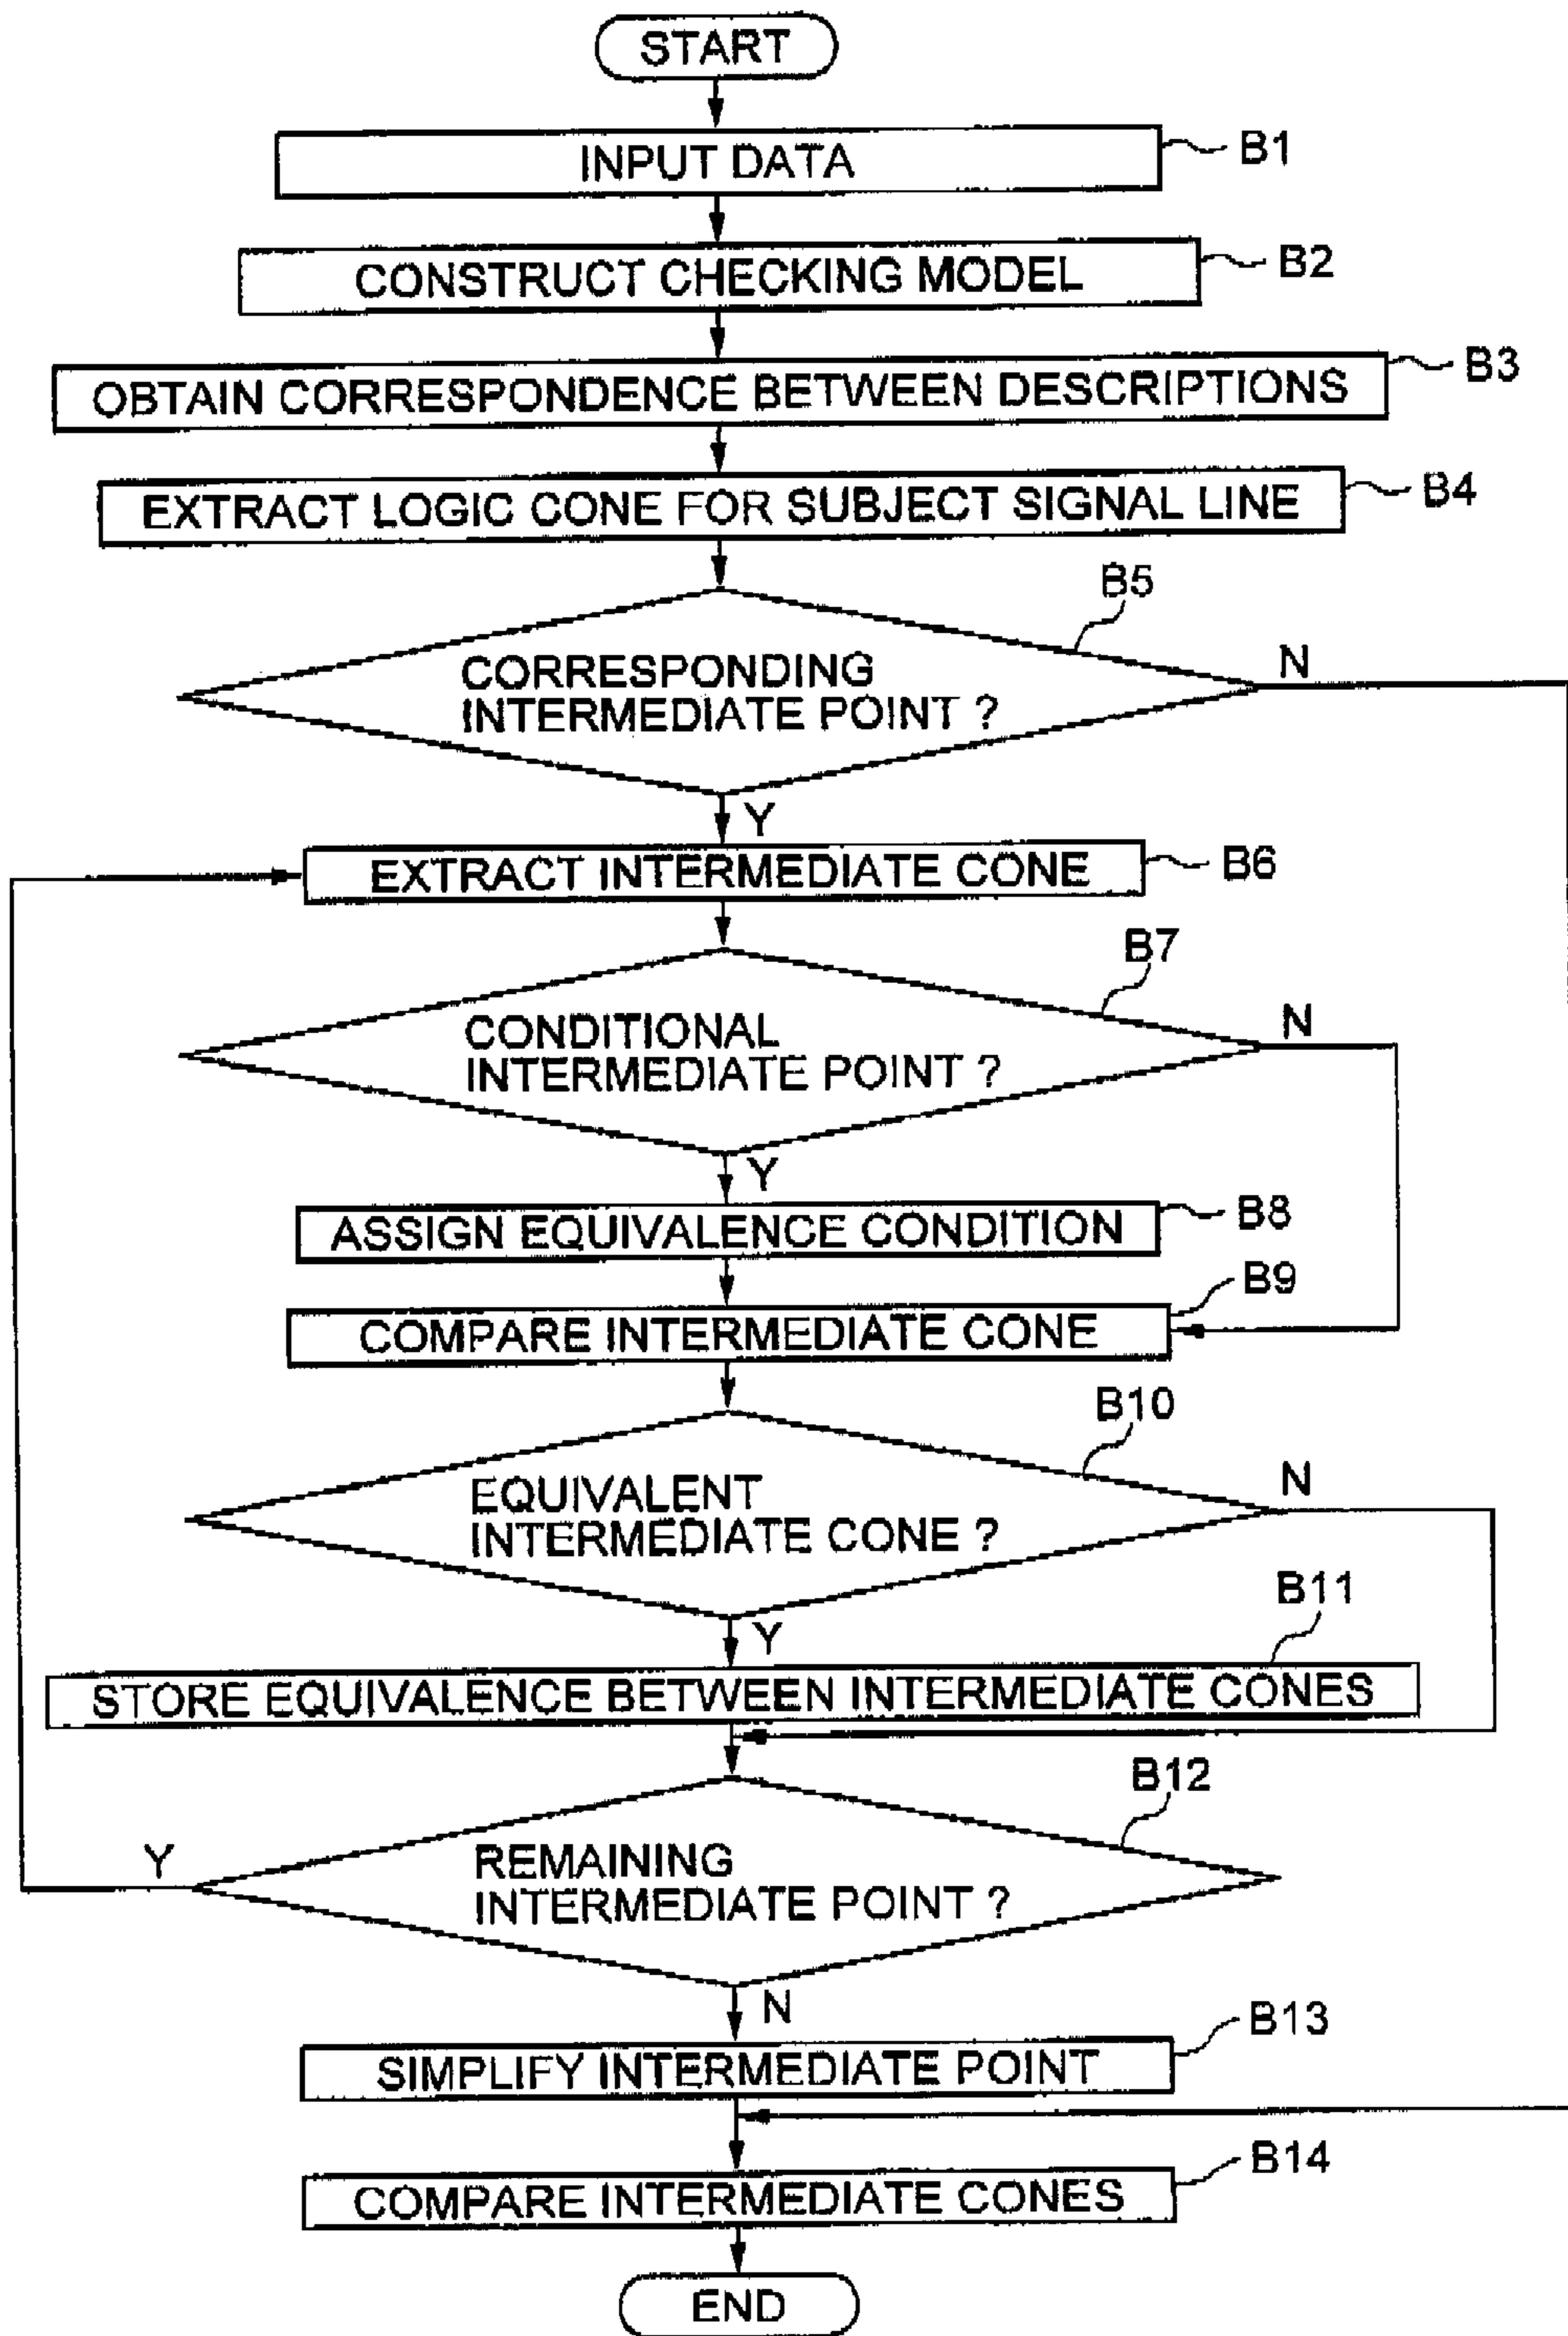 START
INPUT DATA
B1
CONSTRUCT CHECKING MODEL
B2
OBTAIN CORRESPONDENCE BETWEEN DESCRIPTIONS
B3
EXTRACT LOGIC CONE FOR SUBJECT SIGNAL LINE
B4
B5
CORRESPONDING
INTERMEDIATE POINT ?
N
Y
EXTRACT INTERMEDIATE CONE
B6
B7
CONDITIONAL
INTERMEDIATE POINT ?
N
Y
ASSIGN EQUIVALENCE CONDITION
B8
COMPARE INTERMEDIATE CONE
B9
B10
EQUIVALENT
INTERMEDIATE CONE ?
N
Y
B11
STORE EQUIVALENCE BETWEEN INTERMEDIATE CONES
B12
REMAINING
INTERMEDIATE POINT ?
Y
N
SIMPLIFY INTERMEDIATE POINT
B13
COMPARE INTERMEDIATE CONES
B14
END